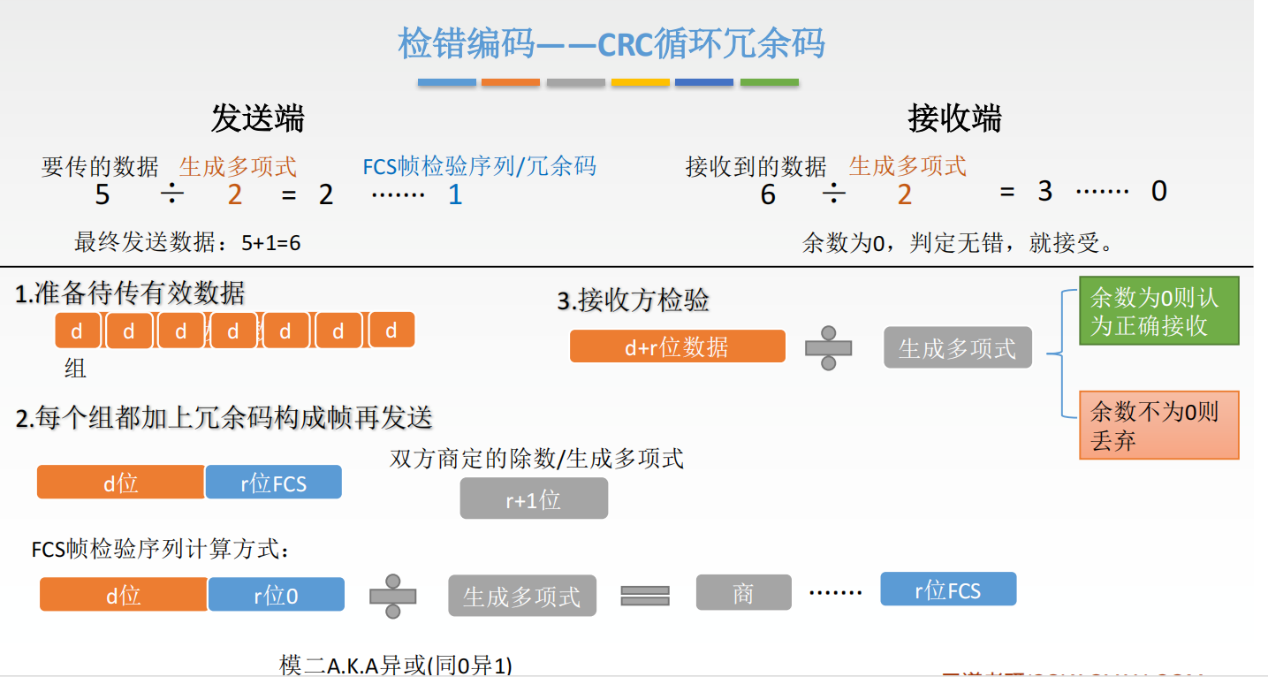 检错编码——CRC循环冗余码
发送端
要传的数据 生成多项式 FCS帧检验序列/冗余码
5 ÷ 2 = 2 ······· 1
最终发送数据：5+1=6
接收端
接收到的数据 生成多项式
6 ÷ 2 = 3 ······· 0
余数为0，判定无错，就接受。
1.准备待传有效数据
d d d d d d d
组
2.每个组都加上冗余码构成帧再发送
d位 r位FCS
双方商定的除数/生成多项式
r+1位
FCS帧检验序列计算方式：
d位 r位0 生成多项式 商 ······· r位FCS
模二A.K.A异或(同0异1)
3.接收方检验
d+r位数据 生成多项式
余数为0则认
为正确接收
余数不为0则
丢弃